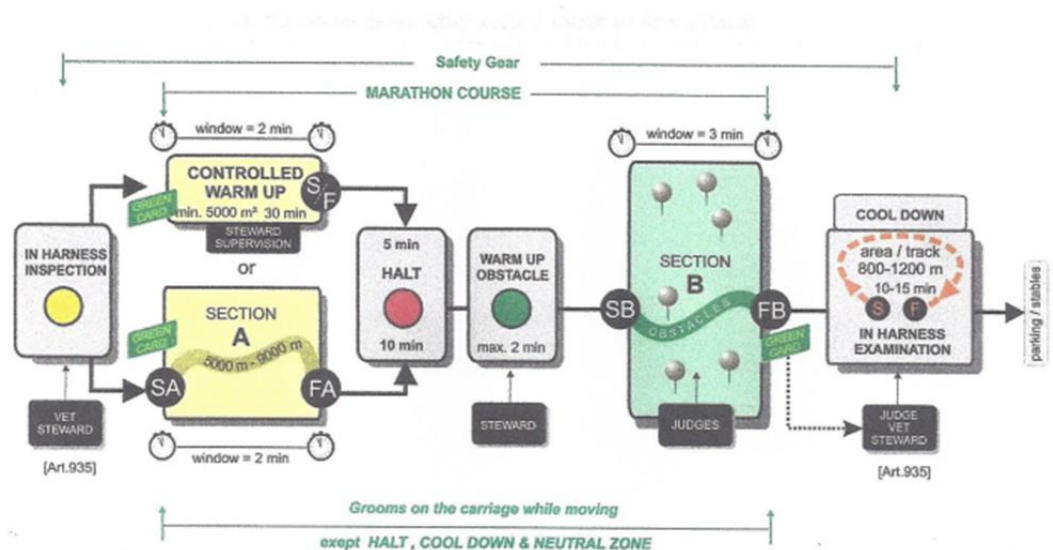 Safety Gear
MARATHON COURSE
window = 2 min
window = 3 min
CONTROLLED
WARM UP
S/F
GREEN CARD
min. 5000 m² 30 min
STEWARD
SUPERVISION
or
IN HARNESS
INSPECTION
SECTION
A
5000 m - 9000 m
GREEN CARD
SA
FA
window = 2 min
VET
STEWARD
[Art.935]
5 min
HALT
10 min
WARM UP
OBSTACLE
max. 2 min
STEWARD
SECTION
B
OBSTACLES
SB
FB
GREEN CARD
JUDGES
COOL DOWN
area / track
800-1200 m
10-15 min
S F
IN HARNESS
EXAMINATION
JUDGE
VET
STEWARD
[Art.935]
parking / stables
Grooms on the carriage while moving
exept HALT , COOL DOWN & NEUTRAL ZONE